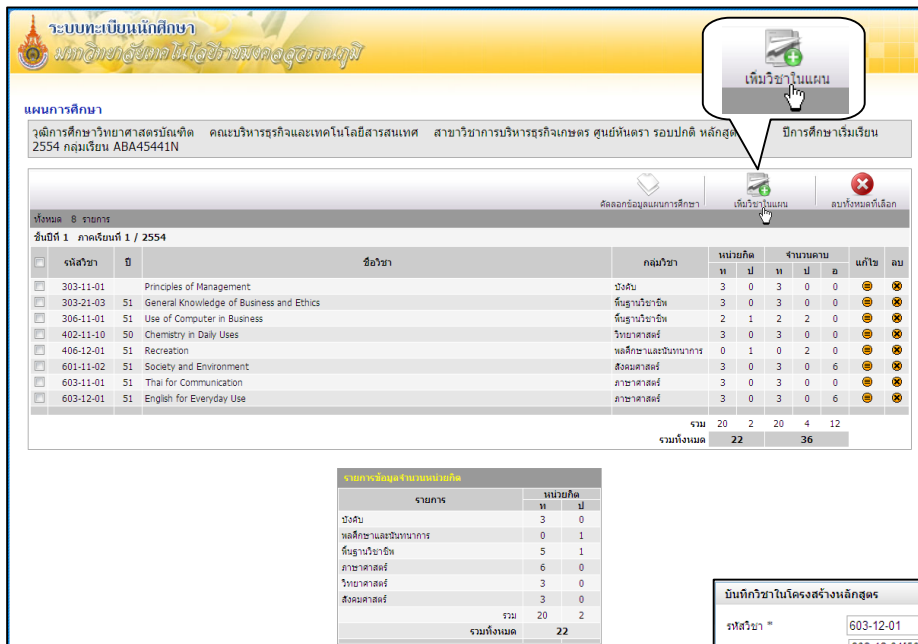 ระบบทะเบียนนักศึกษา
มหาวิทยาลัยเทคโนโลยีราชมงคลสุวรรณภูมิ
เพิ่มวิชาในแผน
แผนการศึกษา
วุฒิการศึกษาวิทยาศาสตรบัณฑิต คณะบริหารธุรกิจและเทคโนโลยีสารสนเทศ สาขาวิชาการบริหารธุรกิจเกษตร ศูนย์หันตรา รอบปกติ หลักสูต ปีการศึกษาเริ่มเรียน
2554 กลุ่มเรียน ABA45441N
คัดลอกข้อมูลแผนการศึกษา เพิ่มวิชาในแผน ลบทั้งหมดที่เลือก
ทั้งหมด 8 รายการ
ชั้นปีที่ 1 ภาคเรียนที่ 1 / 2554
รหัสวิชา ปี ชื่อวิชา กลุ่มวิชา หน่วยกิต จำนวนคาบ แก้ไข ลบ
ท ป ท ป อ
303-11-01 Principles of Management บังคับ 3 0 3 0 0
303-21-03 51 General Knowledge of Business and Ethics พื้นฐานวิชาชีพ 3 0 3 0 0
306-11-01 51 Use of Computer in Business พื้นฐานวิชาชีพ 2 1 2 2 0
402-11-10 50 Chemistry in Daily Uses วิทยาศาสตร์ 3 0 3 0 0
406-12-01 51 Recreation พลศึกษาและนันทนาการ 0 1 0 2 0
601-11-02 51 Society and Environment สังคมศาสตร์ 3 0 3 0 6
603-11-01 51 Thai for Communication ภาษาศาสตร์ 3 0 3 0 0
603-12-01 51 English for Everyday Use ภาษาศาสตร์ 3 0 3 0 6
รวม 20 2 20 4 12
รวมทั้งหมด 22 36
รายการข้อมูลจำนวนหน่วยกิต
รายการ หน่วยกิต
ท ป
บังคับ 3 0
พลศึกษาและนันทนาการ 0 1
พื้นฐานวิชาชีพ 5 1
ภาษาศาสตร์ 6 0
วิทยาศาสตร์ 3 0
สังคมศาสตร์ 3 0
รวม 20 2
รวมทั้งหมด 22
บันทึกวิชาในโครงสร้างหลักสูตร
รหัสวิชา * 603-12-01